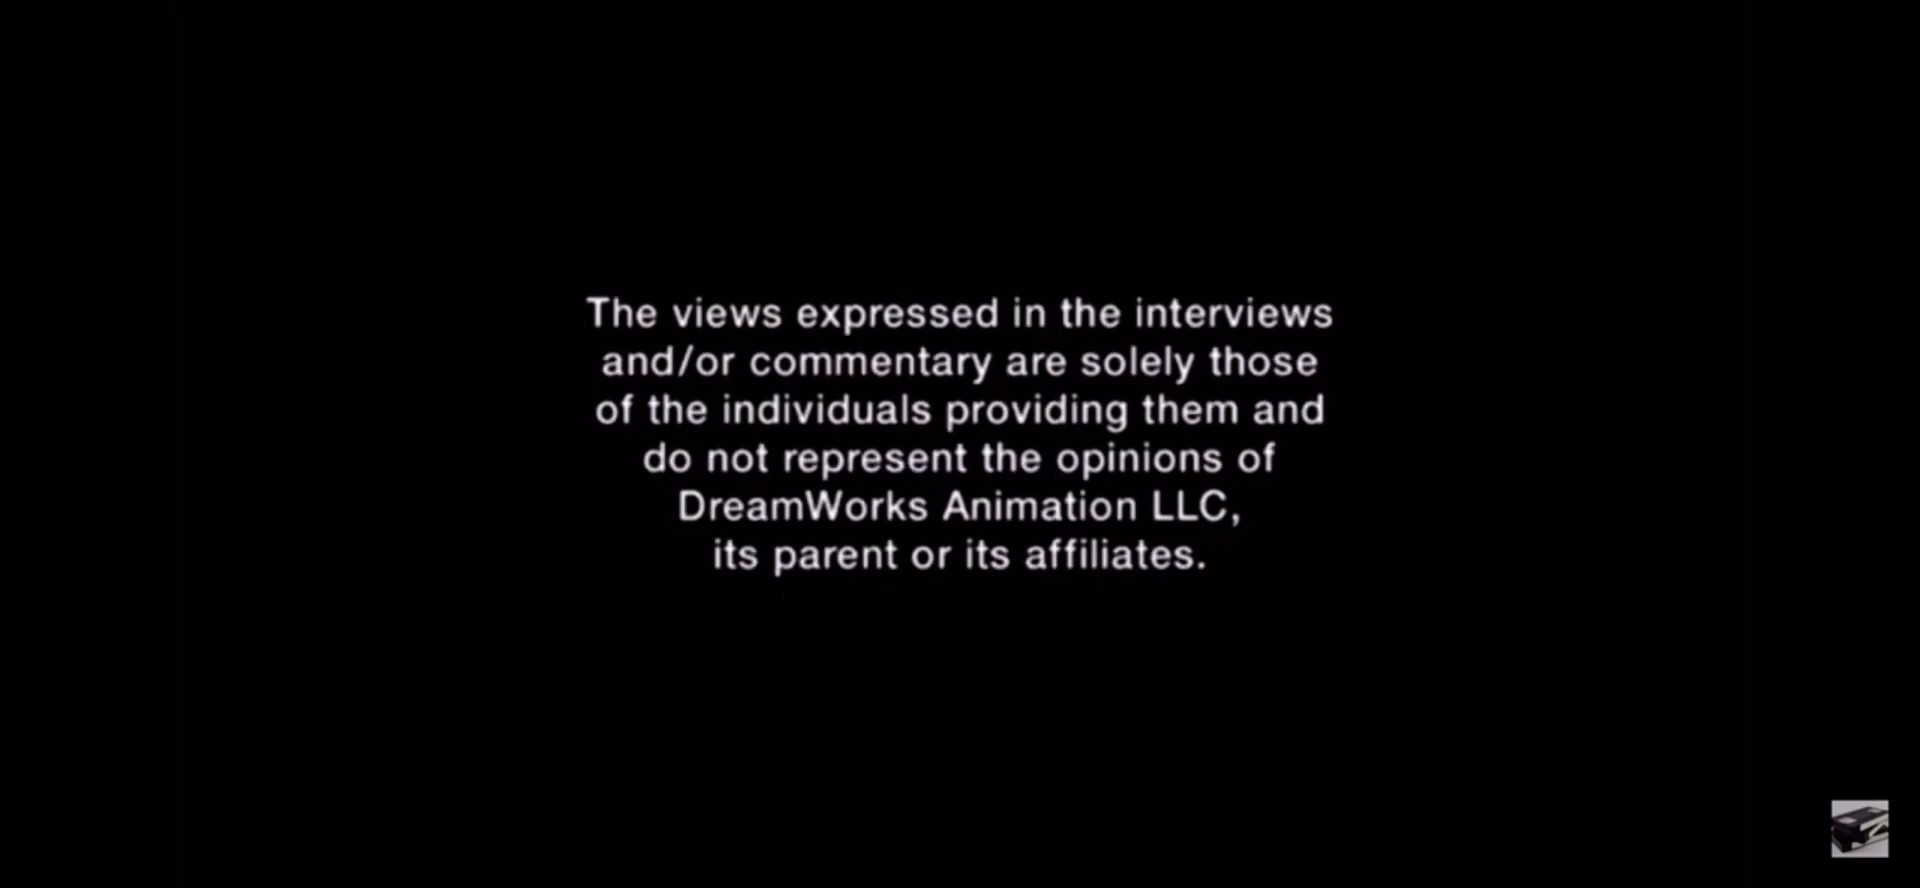 The views expressed in the interviews
and/or commentary are solely those
of the individuals providing them and
do not represent the opinions of
DreamWorks Animation LLC,
its parent or its affiliates.